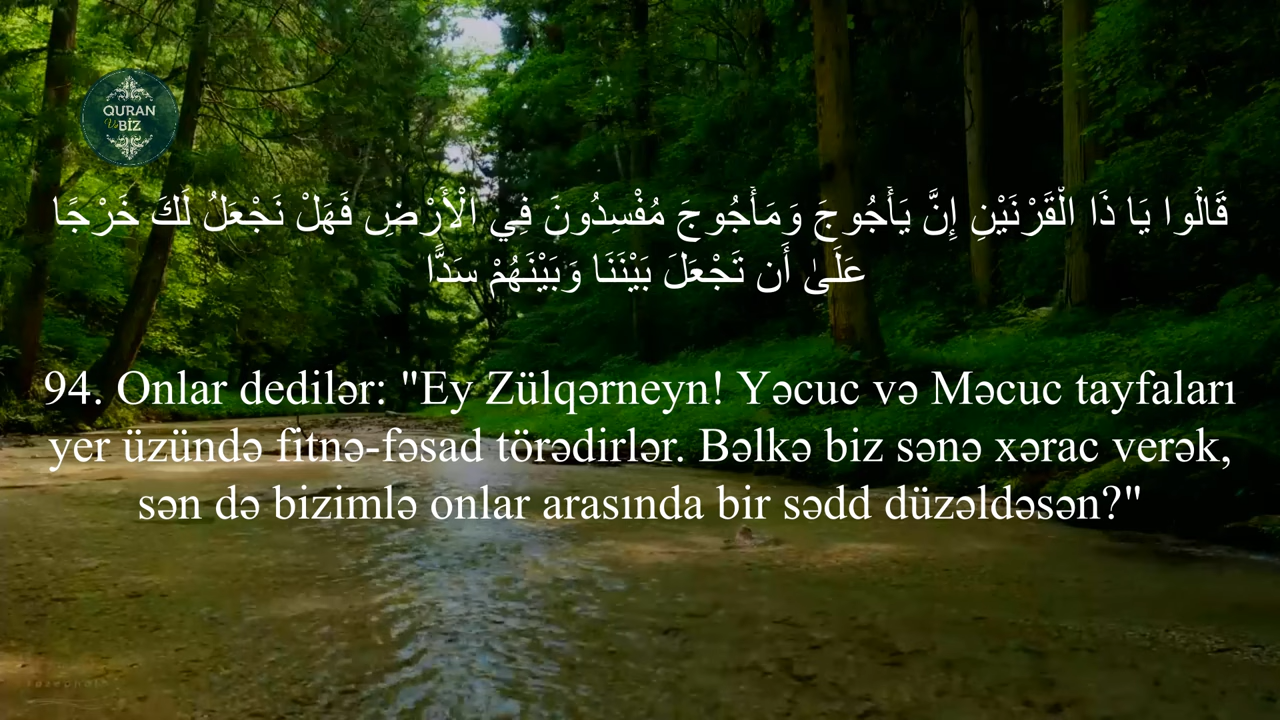 QURAN
Və BİZ
قَالُوا يَا ذَا الْقَرْنَيْنِ إِنَّ يَأْجُوجَ وَمَأْجُوجَ مُفْسِدُونَ فِي الْأَرْضِ فَهَلْ نَجْعَلُ لَكَ خَرْجًا
عَلَىٰ أَن تَجْعَلَ بَيْنَنَا وَبَيْنَهُمْ سَدًّا
94. Onlar dedilər: "Ey Zülqərneyn! Yəcuc və Məcuc tayfaları
yer üzündə fitnə-fəsad törədirlər. Bəlkə biz sənə xərac verək,
sən də bizimlə onlar arasında bir sədd düzəldəsən?"